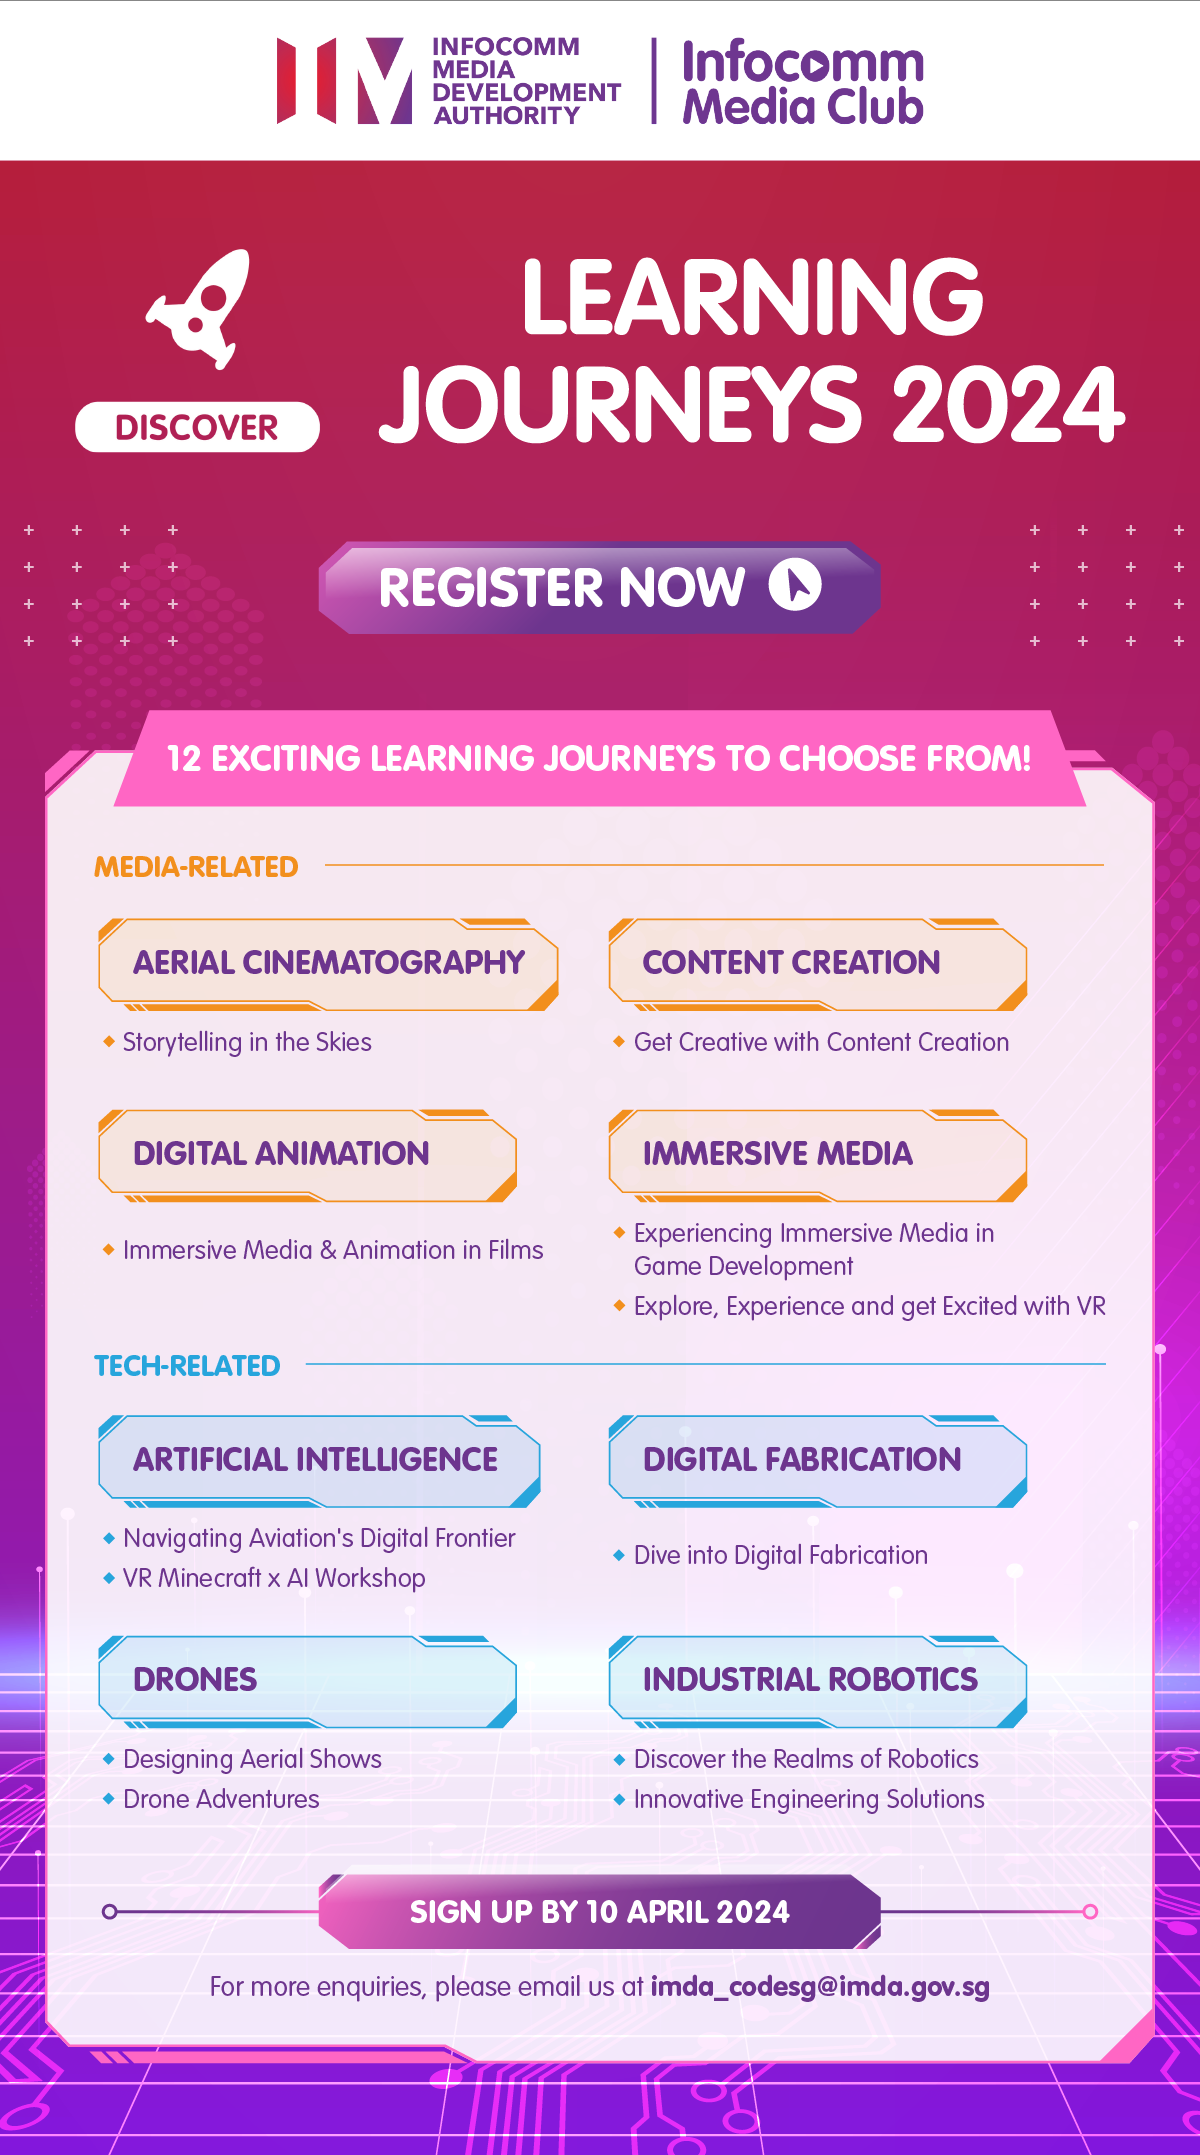 INFOCOMM
MEDIA
DEVELOPMENT
AUTHORITY
Infocomm
Media Club
DISCOVER
LEARNING
JOURNEYS 2024
REGISTER NOW
12 EXCITING LEARNING JOURNEYS TO CHOOSE FROM!
MEDIA-RELATED
AERIAL CINEMATOGRAPHY
Storytelling in the Skies
CONTENT CREATION
Get Creative with Content Creation
DIGITAL ANIMATION
Immersive Media & Animation in Films
IMMERSIVE MEDIA
Experiencing Immersive Media in
Game Development
Explore, Experience and get Excited with VR
TECH-RELATED
ARTIFICIAL INTELLIGENCE
Navigating Aviation's Digital Frontier
VR Minecraft x AI Workshop
DIGITAL FABRICATION
Dive into Digital Fabrication
DRONES
Designing Aerial Shows
Drone Adventures
INDUSTRIAL ROBOTICS
Discover the Realms of Robotics
Innovative Engineering Solutions
SIGN UP BY 10 APRIL 2024
For more enquiries, please email us at imda_codesg@imda.gov.sg